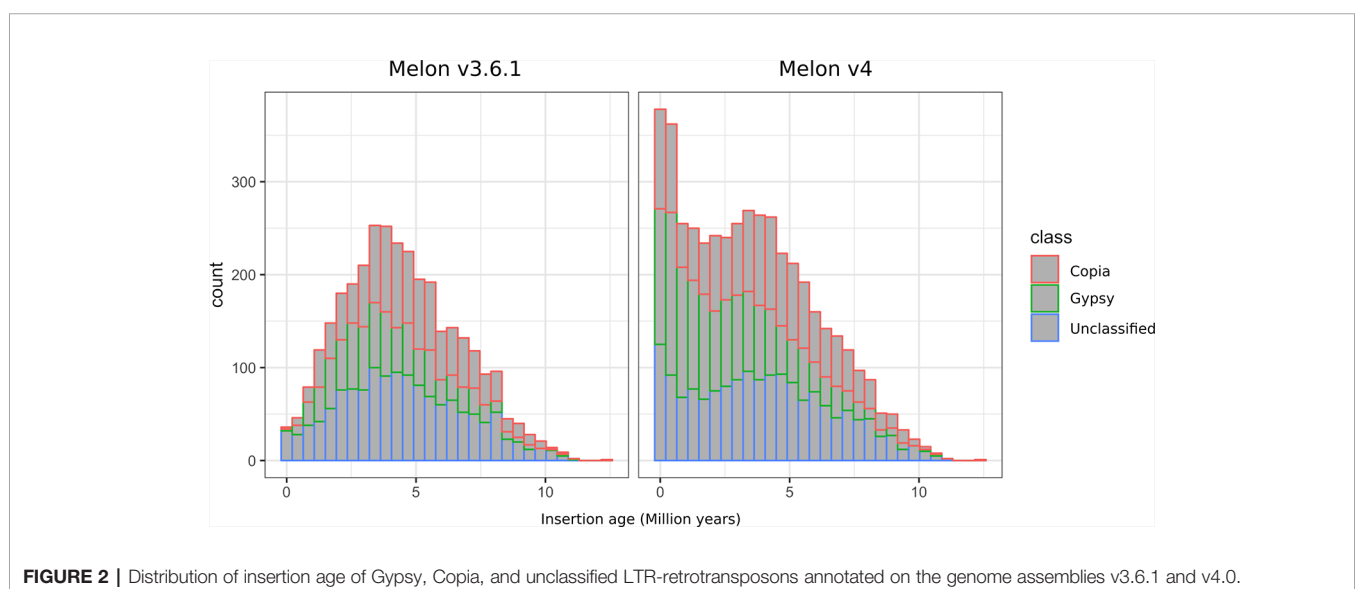 Melon v3.6.1
Melon v4
count
300
200
100
0
0
5
10
0
5
10
Insertion age (Million years)
class
Copia
Gypsy
Unclassified
FIGURE 2 | Distribution of insertion age of Gypsy, Copia, and unclassified LTR-retrotransposons annotated on the genome assemblies v3.6.1 and v4.0.